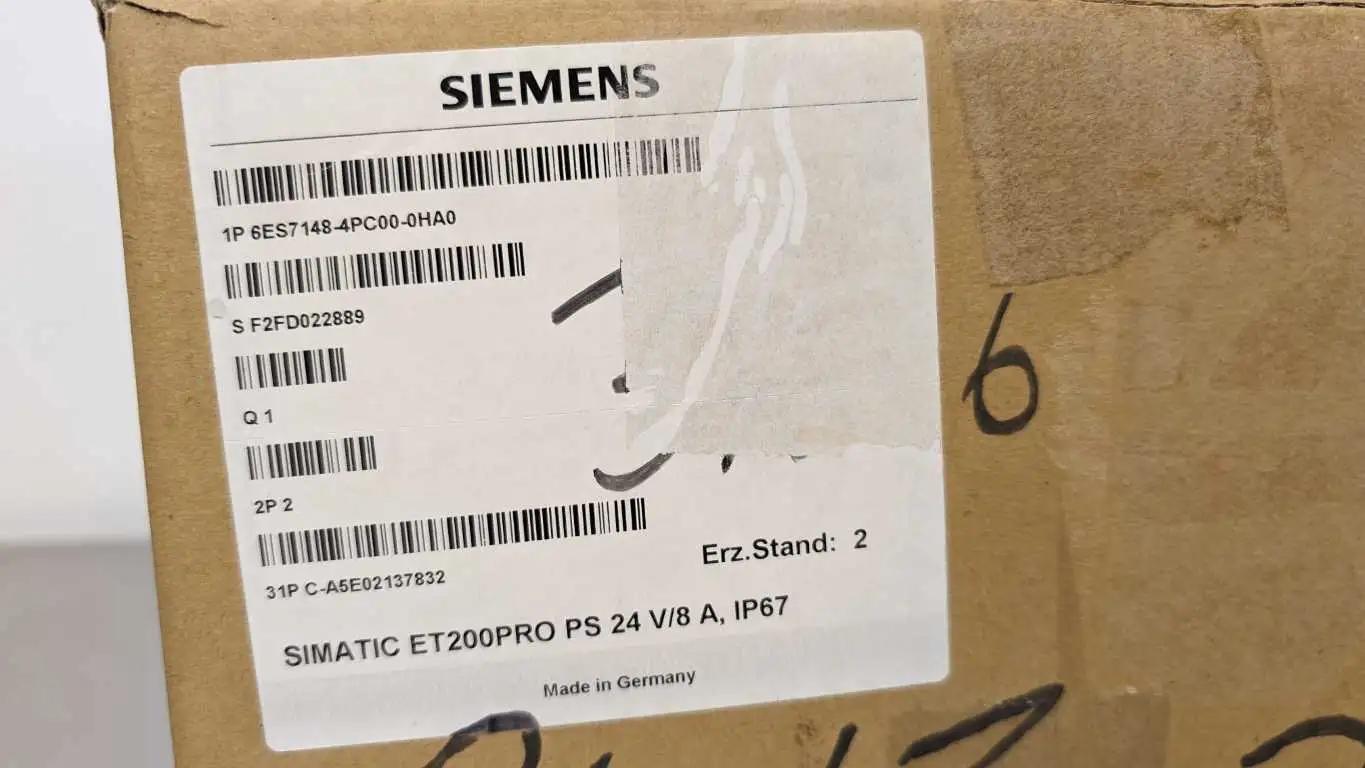 SIEMENS
1P 6ES7148-4PC00-0HA0
S F2FD022889
Q 1
2P 2
31P C-A5E02137832
Erz.Stand: 2
SIMATIC ET200PRO PS 24 V/8 A, IP67
Made in Germany
6